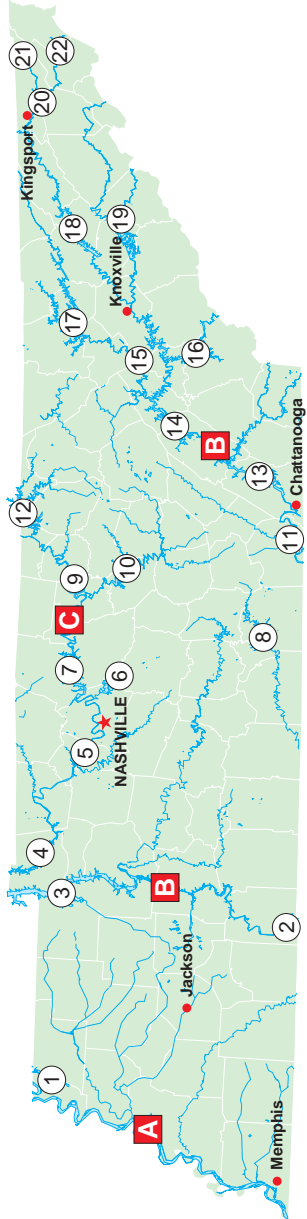 1
A
Memphis
Jackson
2
B
3
4
5
NASHVILLE
6
7
C
8
9
10
11
Chattanooga
12
13
B
14
15
16
17
Knoxville
18
19
Kingsport
20
21
22